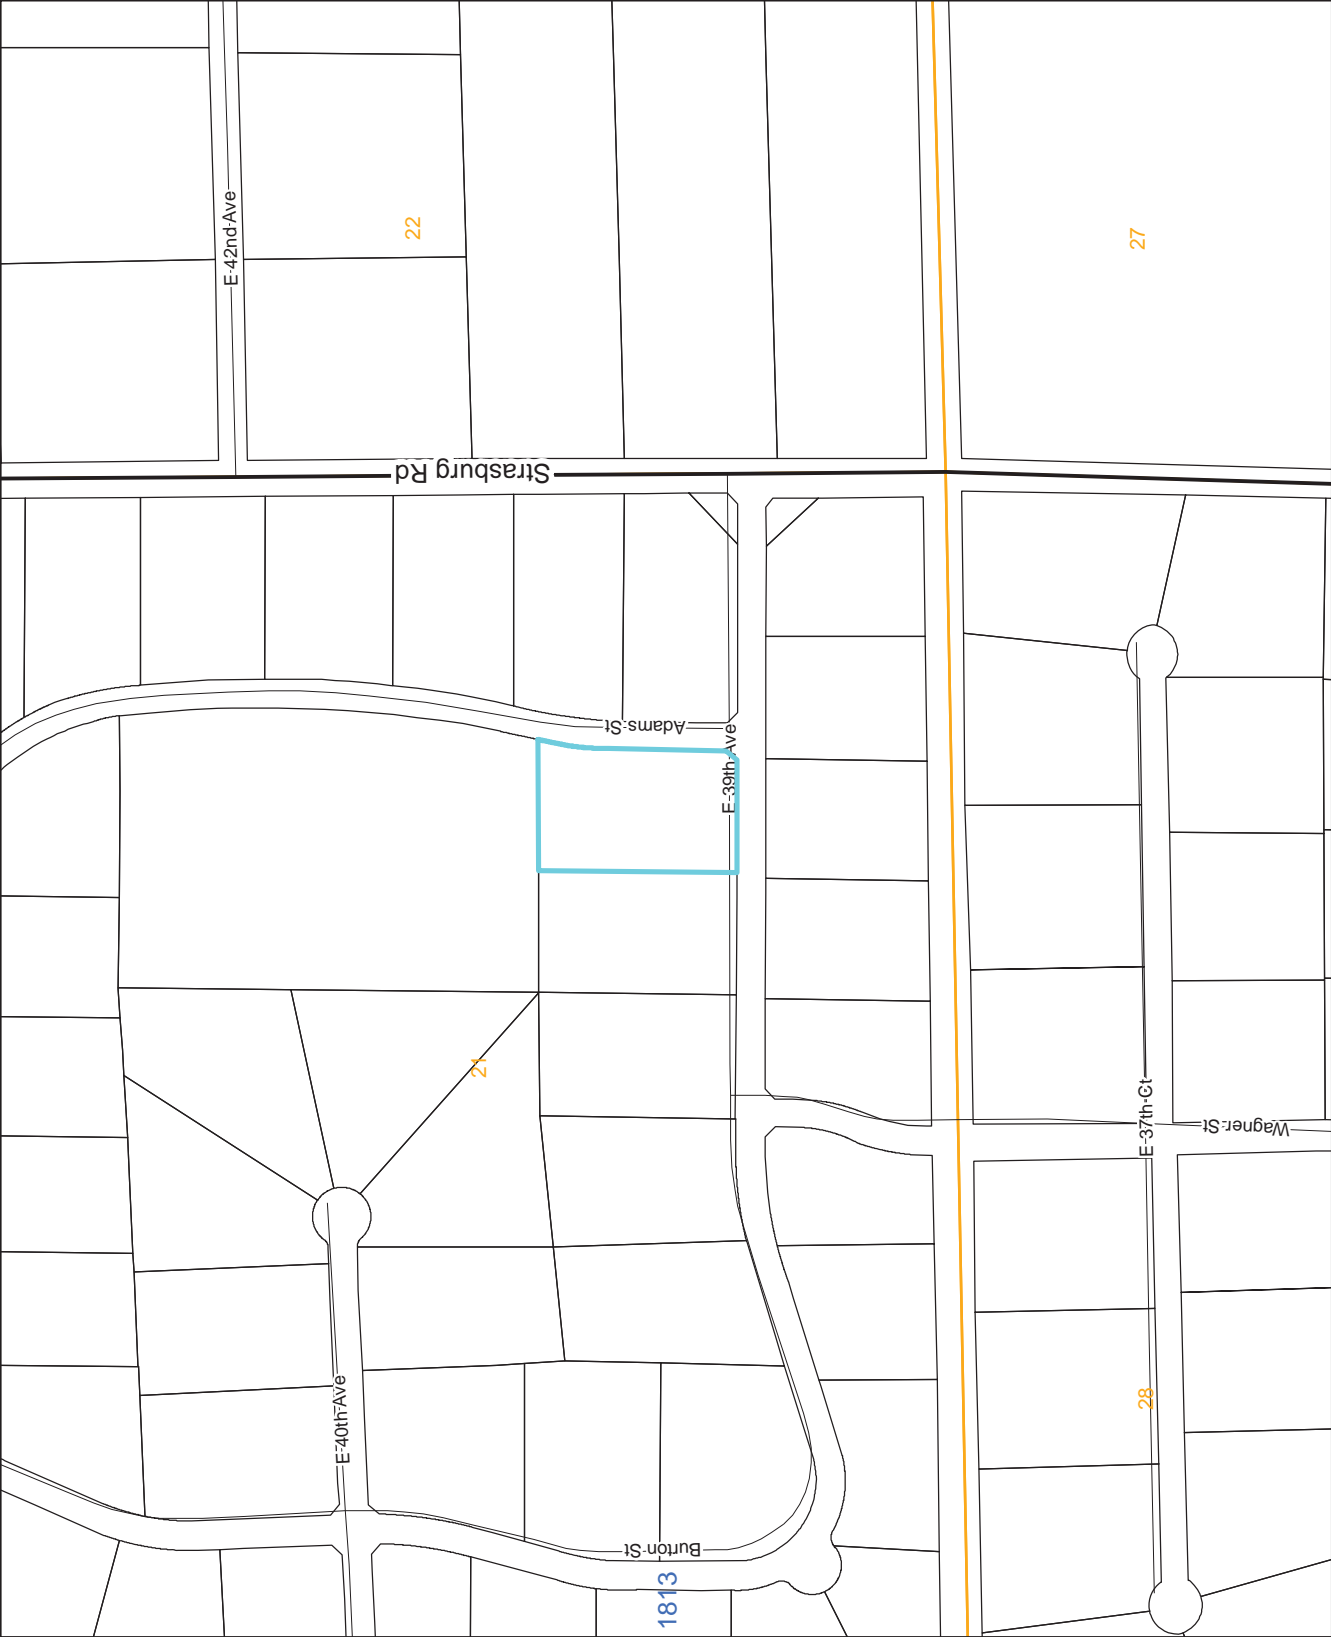 E 42nd Ave
22
27
Strasburg Rd
Adams St
E 39th Ave
21
E 37th Ct
Wagner St
E 40th Ave
28
Burton St
1813